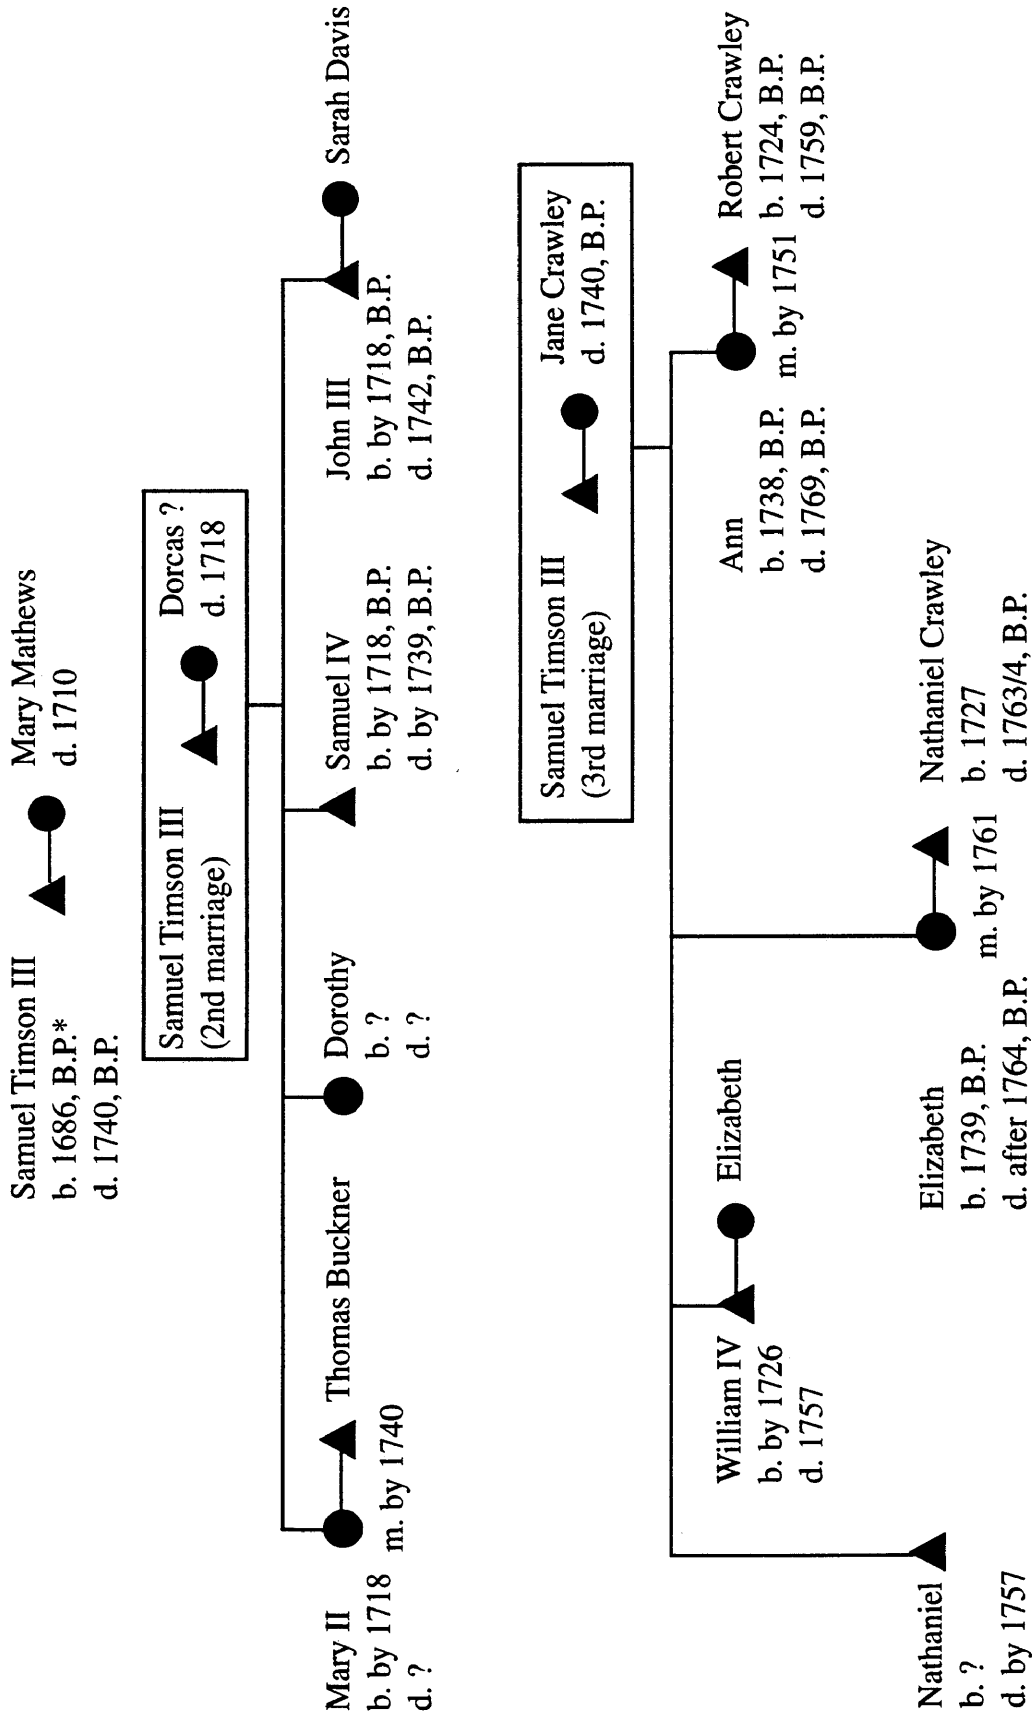 Samuel Timson III
b. 1686, B.P.*
d. 1740, B.P.
Mary Mathews
d. 1710
Samuel Timson III
(2nd marriage)
Dorcas ?
d. 1718
Mary II
b. by 1718
d. ?
m. by 1740
Thomas Buckner
Dorothy
b. ?
d. ?
Samuel IV
b. by 1718, B.P.
d. by 1739, B.P.
John III
b. by 1718, B.P.
d. 1742, B.P.
Sarah Davis
Samuel Timson III
(3rd marriage)
Jane Crawley
d. 1740, B.P.
Nathaniel
b. ?
d. by 1757
William IV
b. by 1726
d. 1757
Elizabeth
Elizabeth
b. 1739, B.P.
d. after 1764, B.P.
m. by 1761
Nathaniel Crawley
b. 1727
d. 1763/4, B.P.
Ann
b. 1738, B.P.
d. 1769, B.P.
m. by 1751
Robert Crawley
b. 1724, B.P.
d. 1759, B.P.